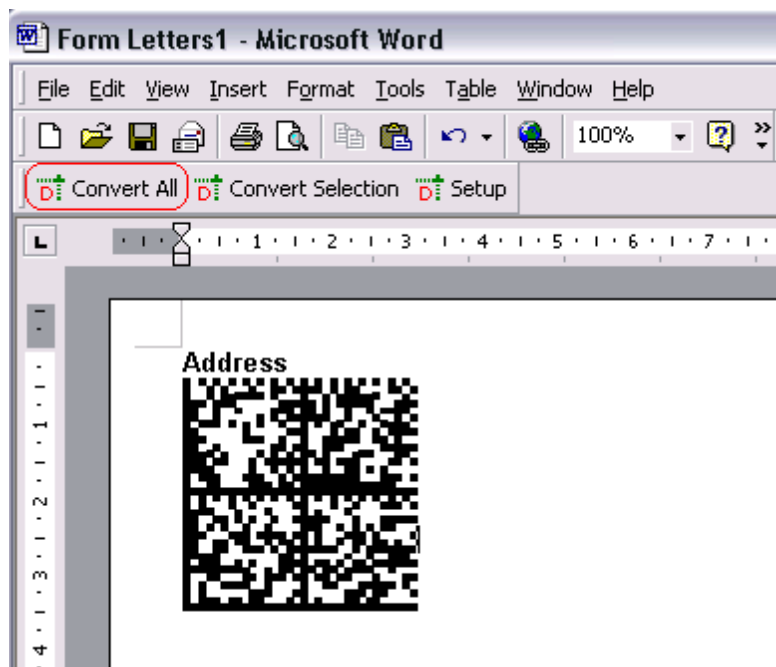 Form Letters1 - Microsoft Word
File Edit View Insert Format Tools Table Window Help
100%
Convert All Convert Selection Setup
1 2 3 4 5 6 7
Address
1
2
3
4